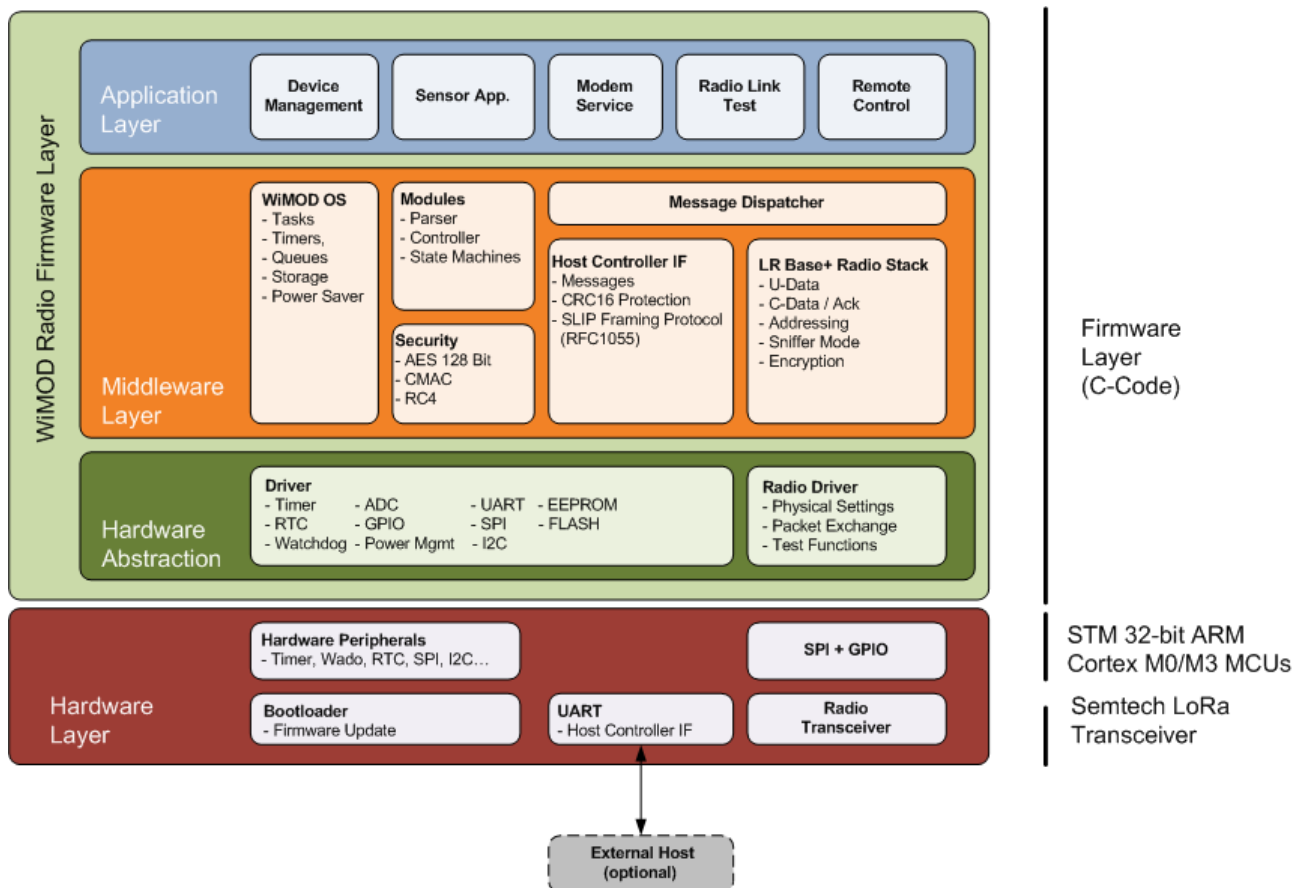 WiMOD Radio Firmware Layer
Application
Layer
Device
Management
Sensor App.
Modem
Service
Radio Link
Test
Remote
Control
Middleware
Layer
WiMOD OS
- Tasks
- Timers,
- Queues
- Storage
- Power Saver
Modules
- Parser
- Controller
- State Machines
Security
- AES 128 Bit
- CMAC
- RC4
Message Dispatcher
Host Controller IF
- Messages
- CRC16 Protection
- SLIP Framing Protocol
(RFC1055)
LR Base+ Radio Stack
- U-Data
- C-Data / Ack
- Addressing
- Sniffer Mode
- Encryption
Hardware
Abstraction
Driver
- Timer - ADC - UART - EEPROM
- RTC - GPIO - SPI - FLASH
- Watchdog - Power Mgmt - I2C
Radio Driver
- Physical Settings
- Packet Exchange
- Test Functions
Firmware
Layer
(C-Code)
Hardware
Layer
Hardware Peripherals
- Timer, Wado, RTC, SPI, I2C...
SPI + GPIO
Bootloader
- Firmware Update
UART
- Host Controller IF
Radio
Transceiver
STM 32-bit ARM
Cortex M0/M3 MCUs
Semtech LoRa
Transceiver
External Host
(optional)